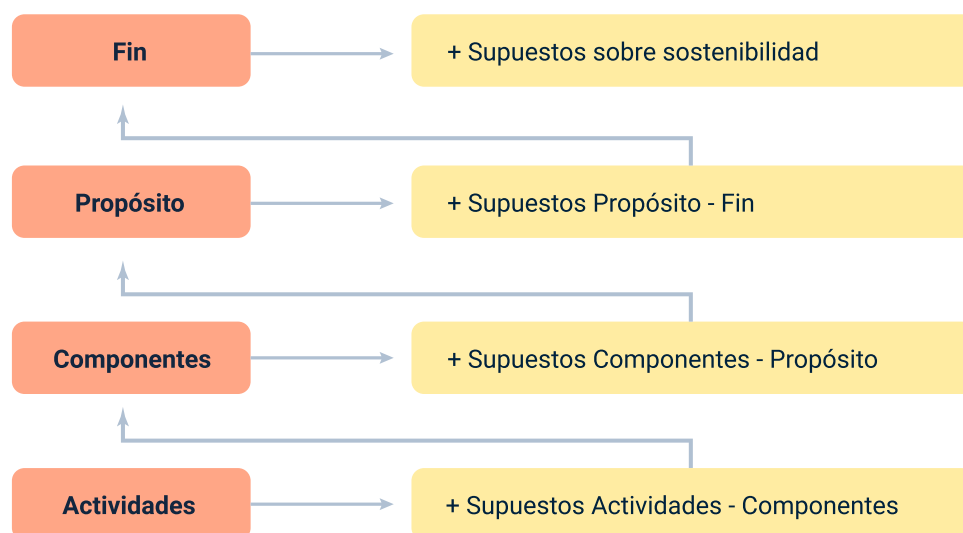 Fin
+ Supuestos sobre sostenibilidad
Propósito
+ Supuestos Propósito - Fin
Componentes
+ Supuestos Componentes - Propósito
Actividades
+ Supuestos Actividades - Componentes